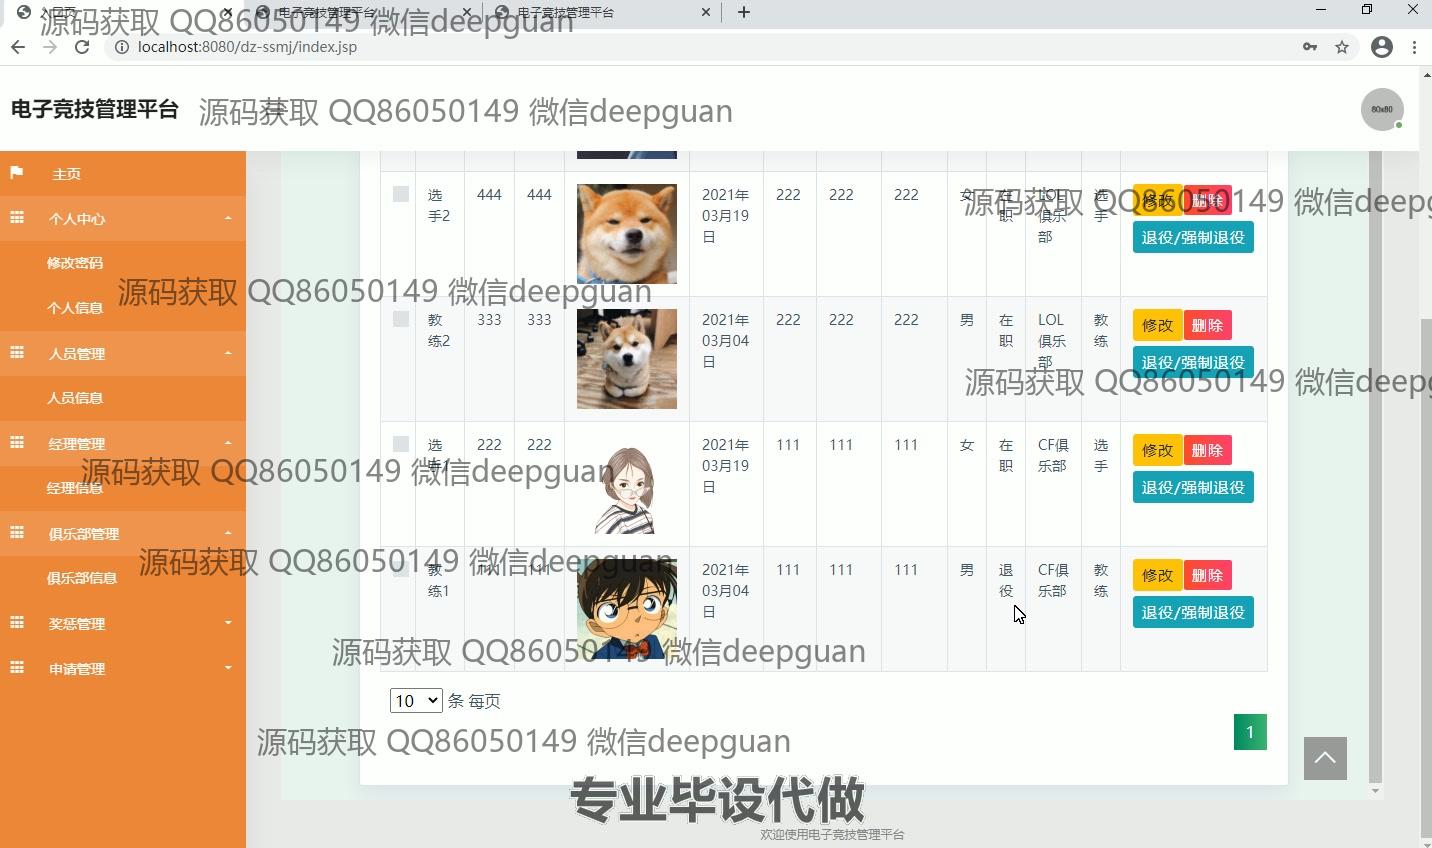 电子竞技管理平台
电子竞技管理平台
源码获取 QQ86050149 微信deepguan
localhost:8080/dz-ssmj/index.jsp
电子竞技管理平台
源码获取 QQ86050149 微信deepguan
80x80
主页
个人中心
修改密码
个人信息
人员管理
人员信息
经理管理
经理信息
俱乐部管理
俱乐部信息
奖惩管理
申请管理
选手2 444 444 2021年03月19日 222 222 222 女 在职 LOL俱乐部 选手 修改 删除
退役/强制退役
源码获取 QQ86050149 微信deepg
源码获取 QQ86050149 微信deepguan
教练2 333 333 2021年03月04日 222 222 222 男 在职 LOL俱乐部 教练 修改 删除
退役/强制退役
源码获取 QQ86050149 微信deepg
选手1 222 222 2021年03月19日 111 111 111 女 在职 CF俱乐部 选手 修改 删除
退役/强制退役
源码获取 QQ86050149 微信deepguan
源码获取 QQ86050149 微信deepguan
教练1 111 111 2021年03月04日 111 111 111 男 退役 CF俱乐部 教练 修改 删除
退役/强制退役
源码获取 QQ86050149 微信deepguan
10 条 每页
1
源码获取 QQ86050149 微信deepguan
专业毕设代做
欢迎使用电子竞技管理平台